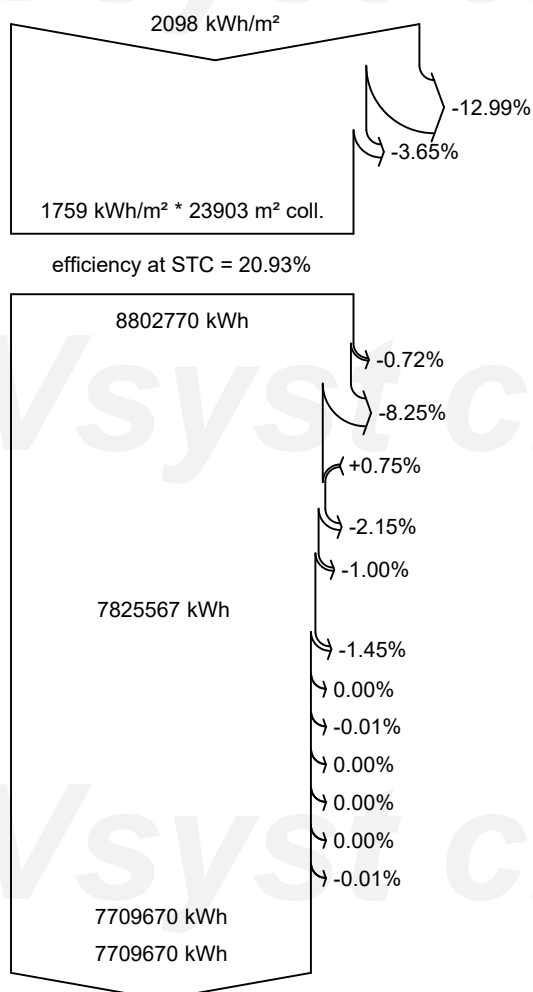 2098 kWh/m²
-12.99%
-3.65%
1759 kWh/m² * 23903 m² coll.
efficiency at STC = 20.93%
8802770 kWh
-0.72%
-8.25%
+0.75%
-2.15%
-1.00%
7825567 kWh
-1.45%
0.00%
-0.01%
0.00%
0.00%
0.00%
-0.01%
7709670 kWh
7709670 kWh